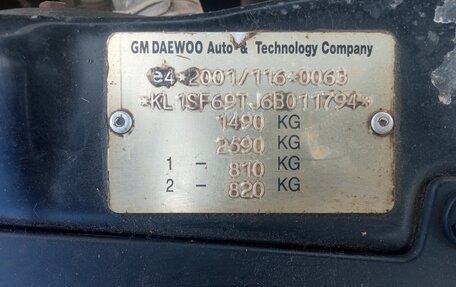 GM DAEWOO Auto & Technology Company
e4*2001/116*0063
*KL1SF69TJ6B011794*
1490 KG
2690 KG
1 - 810 KG
2 - 820 KG